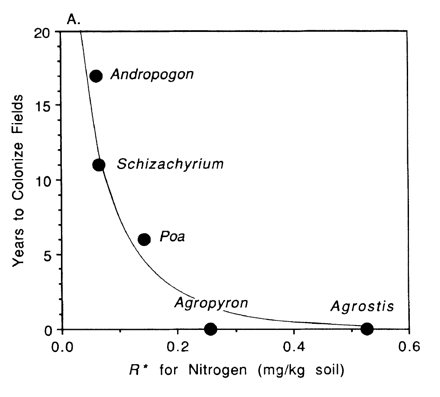 A.
20
15
10
5
0
Years to Colonize Fields
Andropogon
Schizachyrium
Poa
Agropyron
Agrostis
0.0 0.2 0.4 0.6
R* for Nitrogen (mg/kg soil)